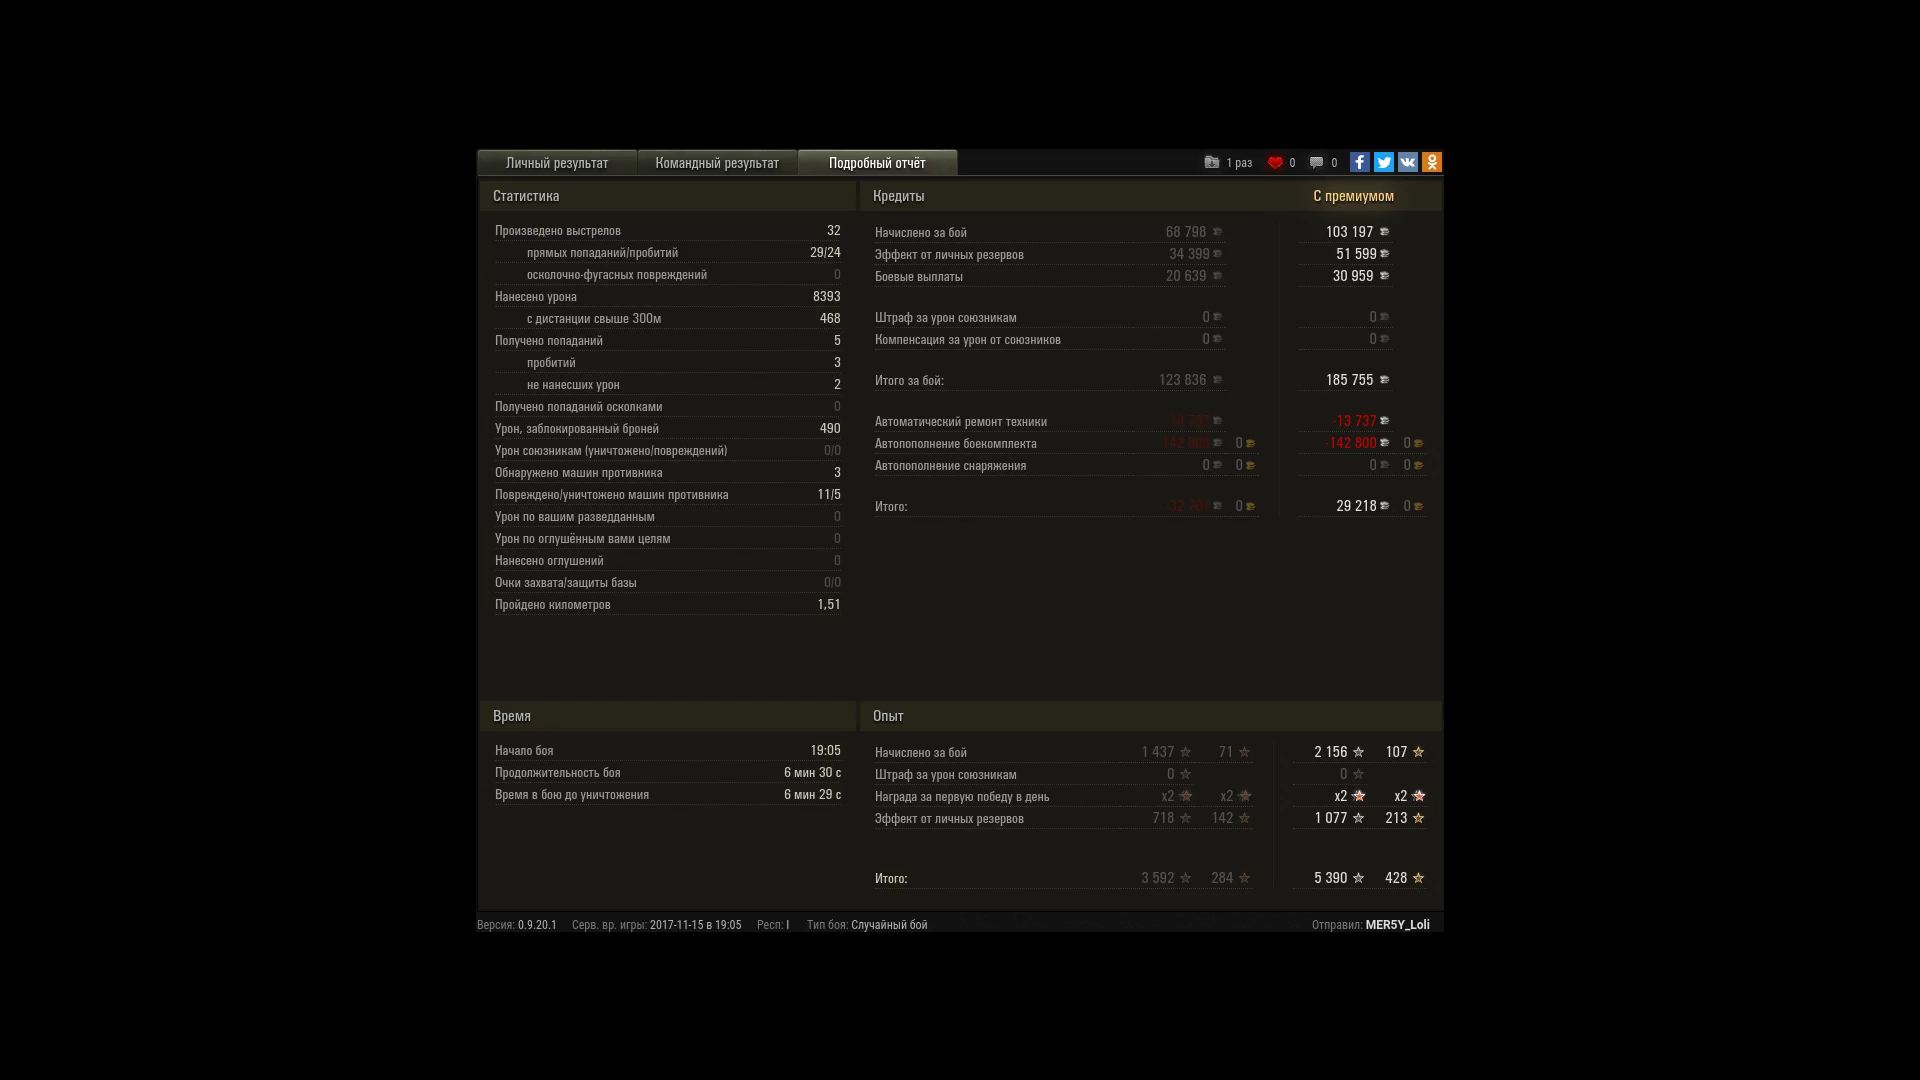 Личный результат Командный результат Подробный отчёт 1 раз 0 0
Статистика
Произведено выстрелов 32
прямых попаданий/пробитий 29/24
осколочно-фугасных повреждений 0
Нанесено урона 8393
с дистанции свыше 300м 468
Получено попаданий 5
пробитий 3
не нанесших урон 2
Получено попаданий осколками 0
Урон, заблокированный броней 490
Урон союзникам (уничтожено/повреждений) 0/0
Обнаружено машин противника 3
Повреждено/уничтожено машин противника 11/5
Урон по вашим разведданным 0
Урон по оглушённым вами целям 0
Нанесено оглушений 0
Очки захвата/защиты базы 0/0
Пройдено километров 1,51
Кредиты С премиумом
Начислено за бой 68 798 103 197
Эффект от личных резервов 34 399 51 599
Боевые выплаты 20 639 30 959
Штраф за урон союзникам 0 0
Компенсация за урон от союзников 0 0
Итого за бой: 123 836 185 755
Автоматический ремонт техники -13 737
Автопополнение боекомплекта 0 -142 800 0
Автопополнение снаряжения 0 0 0 0
Итого: 0 29 218 0
Время
Начало боя 19:05
Продолжительность боя 6 мин 30 с
Время в бою до уничтожения 6 мин 29 с
Опыт
Начислено за бой 1 437 71 2 156 107
Штраф за урон союзникам 0 0
Награда за первую победу в день x2 x2 x2 x2
Эффект от личных резервов 718 142 1 077 213
Итого: 3 592 284 5 390 428
Версия: 0.9.20.1 Серв. вр. игры: 2017-11-15 в 19:05 Респ: I Тип боя: Случайный бой Отправил: MER5Y_Loli